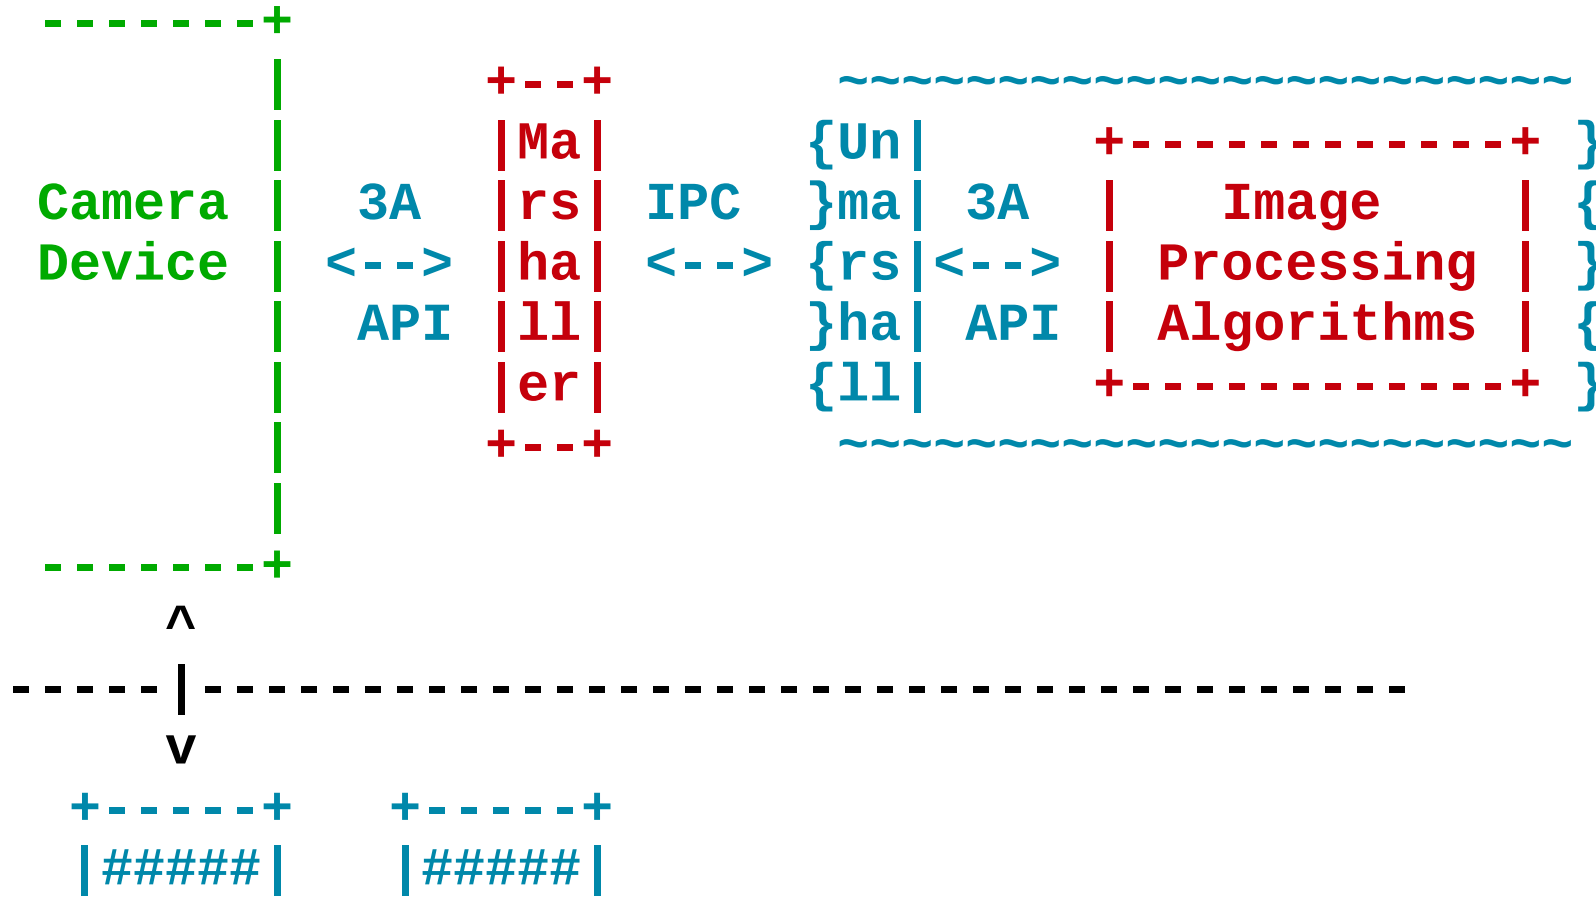 -------+
       |      +--+       ~~~~~~~~~~~~~~~~~~~~~~~
       |      |Ma|      {Un|     +------------+ }
Camera |  3A  |rs| IPC  }ma| 3A  |   Image    | {
Device | <--> |ha| <--> {rs|<--> | Processing | }
       |  API |ll|      }ha| API | Algorithms | {
       |      |er|      {ll|     +------------+ }
       |      +--+       ~~~~~~~~~~~~~~~~~~~~~~~
       |
-------+
    ^
-----|--------------------------------------
    v
 +-----+   +-----+
 |#####|   |#####|